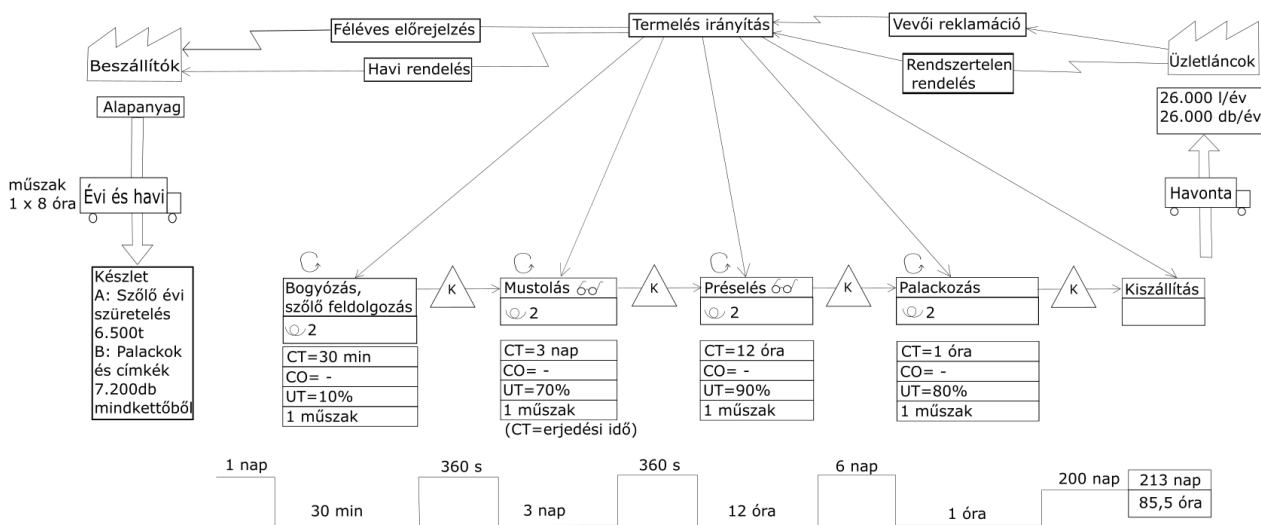 Féléves előrejelzés
Termelés irányítás
Vevői reklamáció
Beszállítók
Havi rendelés
Rendszertelen
rendelés
Üzletláncok
Alapanyag
26.000 l/év
26.000 db/év
műszak
1 x 8 óra
Évi és havi
Havonta
Készlet
A: Szőlő évi
szüretelés
6.500t
B: Palackok
és címkék
7.200db
mindkettőből
Bogyózás,
szőlő feldolgozás
2
CT=30 min
CO= -
UT=10%
1 műszak
K
Mustolás
2
CT=3 nap
CO= -
UT=70%
1 műszak
(CT=erjedési idő)
K
Préselés
2
CT=12 óra
CO= -
UT=90%
1 műszak
K
Palackozás
2
CT=1 óra
CO= -
UT=80%
1 műszak
K
Kiszállítás
1 nap
30 min
360 s
3 nap
360 s
12 óra
6 nap
1 óra
200 nap
213 nap
85,5 óra